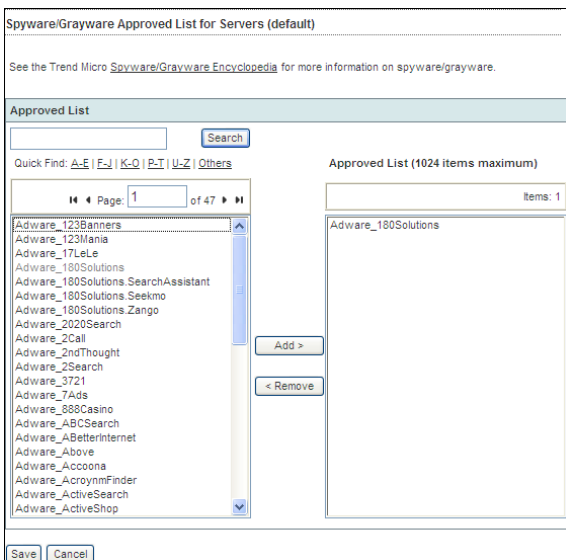 Spyware/Grayware Approved List for Servers (default)
See the Trend Micro Spyware/Grayware Encyclopedia for more information on spyware/grayware.
Approved List
Search
Quick Find: A-E | F-J | K-O | P-T | U-Z | Others
Approved List (1024 items maximum)
Page: 1 of 47
Items: 1
Adware_123Banners
Adware_123Mania
Adware_17LeLe
Adware_180Solutions
Adware_180Solutions.SearchAssistant
Adware_180Solutions.Seekmo
Adware_180Solutions.Zango
Adware_2020Search
Adware_2Call
Adware_2ndThought
Adware_2Search
Adware_3721
Adware_7Ads
Adware_888Casino
Adware_ABCSearch
Adware_ABetterInternet
Adware_Above
Adware_Accoona
Adware_AcroynmFinder
Adware_ActiveSearch
Adware_ActiveShop
Add >
< Remove
Adware_180Solutions
Save Cancel